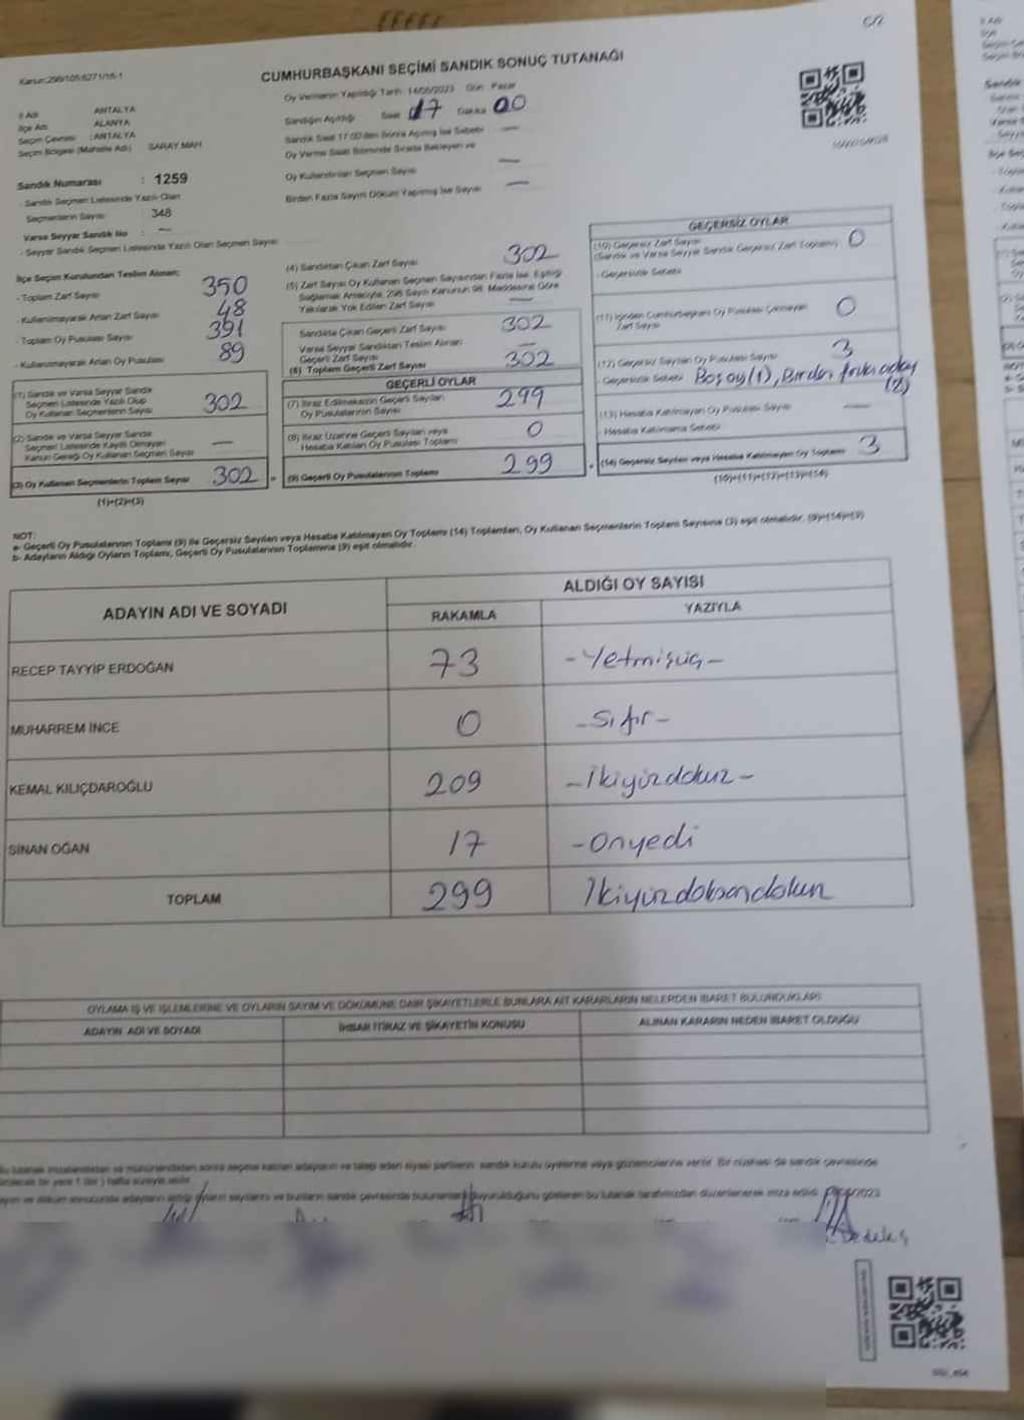 C/2
Kanun:298/105-6271/18-1
CUMHURBAŞKANI SEÇİMİ SANDIK SONUÇ TUTANAĞI
Oy Vermenin Yapıldığı Tarih: 14/05/2023 Gün: Pazar
İl Adı ANTALYA
İlçe Adı ALANYA
Seçim Çevresi :ANTALYA
Seçim Bölgesi (Mahalle Adı) SARAY MAH.
Sandığın Açıldığı Saat 17 Dakika 00
Sandık Saat 17.00'den Sonra Açılmış İse Sebebi —
Oy Verme Saati Bitiminde Sırada Bekleyen ve
Oy Kullandırılan Seçmen Sayısı —
Birden Fazla Sayım Döküm Yapılmış İse Sayısı —
Sandık Numarası : 1259
- Sandık Seçmen Listesinde Yazılı Olan
Seçmenlerin Sayısı 348
Varsa Seyyar Sandık No : —
- Seyyar Sandık Seçmen Listesinde Yazılı Olan Seçmen Sayısı
İlçe Seçim Kurulundan Teslim Alınan;
- Toplam Zarf Sayısı 350
- Kullanılmayarak Artan Zarf Sayısı 48
- Toplam Oy Pusulası Sayısı 391
- Kullanılmayarak Artan Oy Pusulası 89
(1) Sandık ve Varsa Seyyar Sandık
Seçmen Listesinde Yazılı Olup
Oy Kullanan Seçmenlerin Sayısı 302
(2) Sandık ve Varsa Seyyar Sandık
Seçmen Listesinde Kayıtlı Olmayan
Kanun Gereği Oy Kullanan Seçmen Sayısı —
(3) Oy Kullanan Seçmenlerin Toplam Sayısı 302
(1)+(2)=(3)
(4) Sandıktan Çıkan Zarf Sayısı 302
(5) Zarf Sayısı Oy Kullanan Seçmen Sayısından Fazla İse, Eşitliği
Sağlamak Amacıyla, 298 Sayılı Kanunun 98. Maddesine Göre
Yakılarak Yok Edilen Zarf Sayısı —
Sandıkta Çıkan Geçerli Zarf Sayısı 302
Varsa Seyyar Sandıktan Teslim Alınan
Geçerli Zarf Sayısı —
(6) Toplam Geçerli Zarf Sayısı 302
GEÇERLİ OYLAR
(7) İtiraz Edilmeksizin Geçerli Sayılan
Oy Pusulalarının Sayısı 299
(8) İtiraz Üzerine Geçerli Sayılan veya
Hesaba Katılan Oy Pusulası Toplamı 0
(9) Geçerli Oy Pusulalarının Toplamı 299
GEÇERSİZ OYLAR
(10) Geçersiz Zarf Sayısı
(Sandık ve Varsa Seyyar Sandık Geçersiz Zarf Toplamı) 0
- Geçersizlik Sebebi
(11) İçinden Cumhurbaşkanı Oy Pusulası Çıkmayan
Zarf Sayısı 0
(12) Geçersiz Sayılan Oy Pusulası Sayısı 3
- Geçersizlik Sebebi Boş oy (1), Birden fazla aday
(2)
(13) Hesaba Katılmayan Oy Pusulası Sayısı —
- Hesaba Katılmama Sebebi
(14) Geçersiz Sayılan veya Hesaba Katılmayan Oy Toplamı 3
(10)+(11)+(12)+(13)=(14)
NOT:
a- Geçerli Oy Pusulalarının Toplamı (9) ile Geçersiz Sayılan veya Hesaba Katılmayan Oy Toplamı (14) Toplamları, Oy Kullanan Seçmenlerin Toplam Sayısına (3) eşit olmalıdır. (9)+(14)=(3)
b- Adayların Aldığı Oyların Toplamı, Geçerli Oy Pusulalarının Toplamına (9) eşit olmalıdır.
ADAYIN ADI VE SOYADI
ALDIĞI OY SAYISI
RAKAMLA YAZIYLA
RECEP TAYYİP ERDOĞAN 73 -Yetmişüç-
MUHARREM İNCE 0 -Sıfır-
KEMAL KILIÇDAROĞLU 209 -İkiyüzdokuz-
SİNAN OĞAN 17 -Onyedi
TOPLAM 299 İkiyüzdoksandokuz
OYLAMA İŞ VE İŞLEMLERİNE VE OYLARIN SAYIM VE DÖKÜMÜNE DAİR ŞİKAYETLERLE BUNLARA AİT KARARLARIN NELERDEN İBARET BULUNDUKLARI
ADAYIN ADI VE SOYADI İHBAR İTİRAZ VE ŞİKAYETİN KONUSU ALINAN KARARIN NEDEN İBARET OLDUĞU